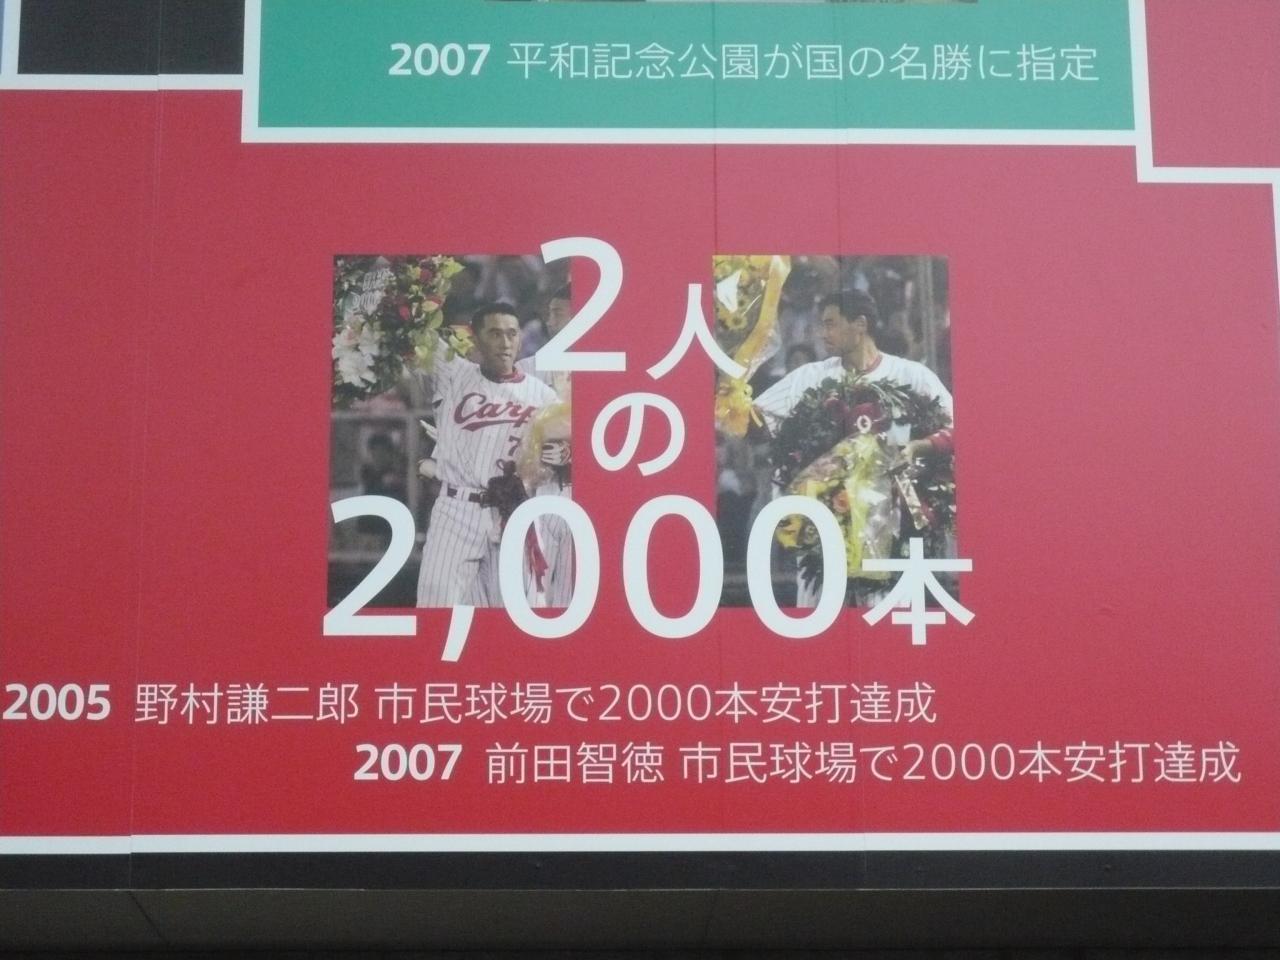 2007 平和記念公園が国の名勝に指定
2人
の
2,000本
Carp
7
2005 野村謙二郎 市民球場で2000本安打達成
2007 前田智徳 市民球場で2000本安打達成